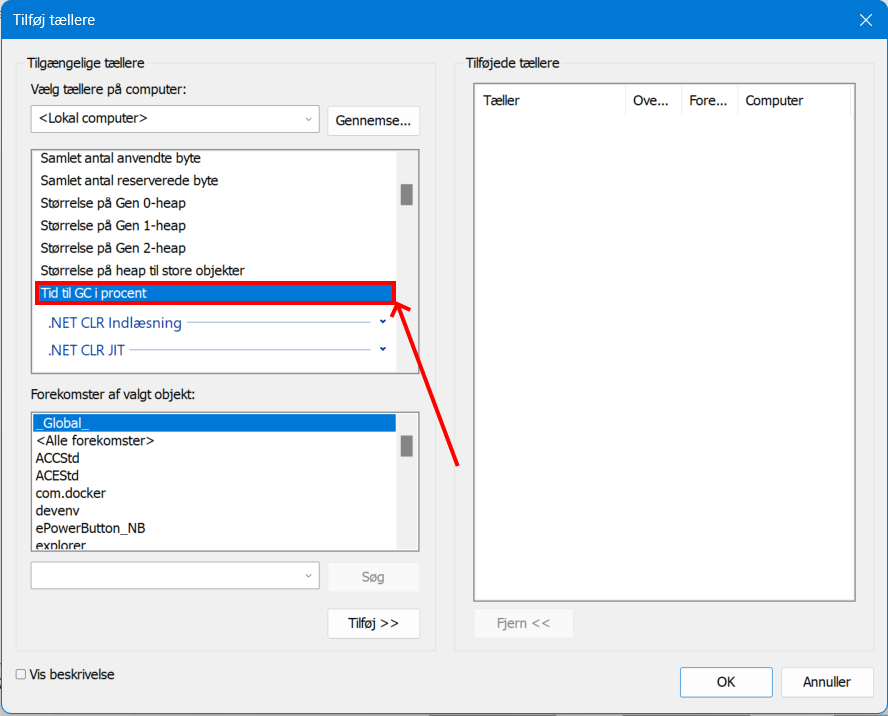 Tilføj tællere
Tilgængelige tællere
Vælg tællere på computer:
<Lokal computer>
Gennemse...
Samlet antal anvendte byte
Samlet antal reserverede byte
Størrelse på Gen 0-heap
Størrelse på Gen 1-heap
Størrelse på Gen 2-heap
Størrelse på heap til store objekter
Tid til GC i procent
.NET CLR Indlæsning
.NET CLR JIT
Forekomster af valgt objekt:
_Global_
<Alle forekomster>
ACCStd
ACEStd
com.docker
devenv
ePowerButton_NB
explorer
Søg
Tilføj >>
Tilføjede tællere
Tæller Ove... Fore... Computer
Fjern <<
Vis beskrivelse
OK
Annuller